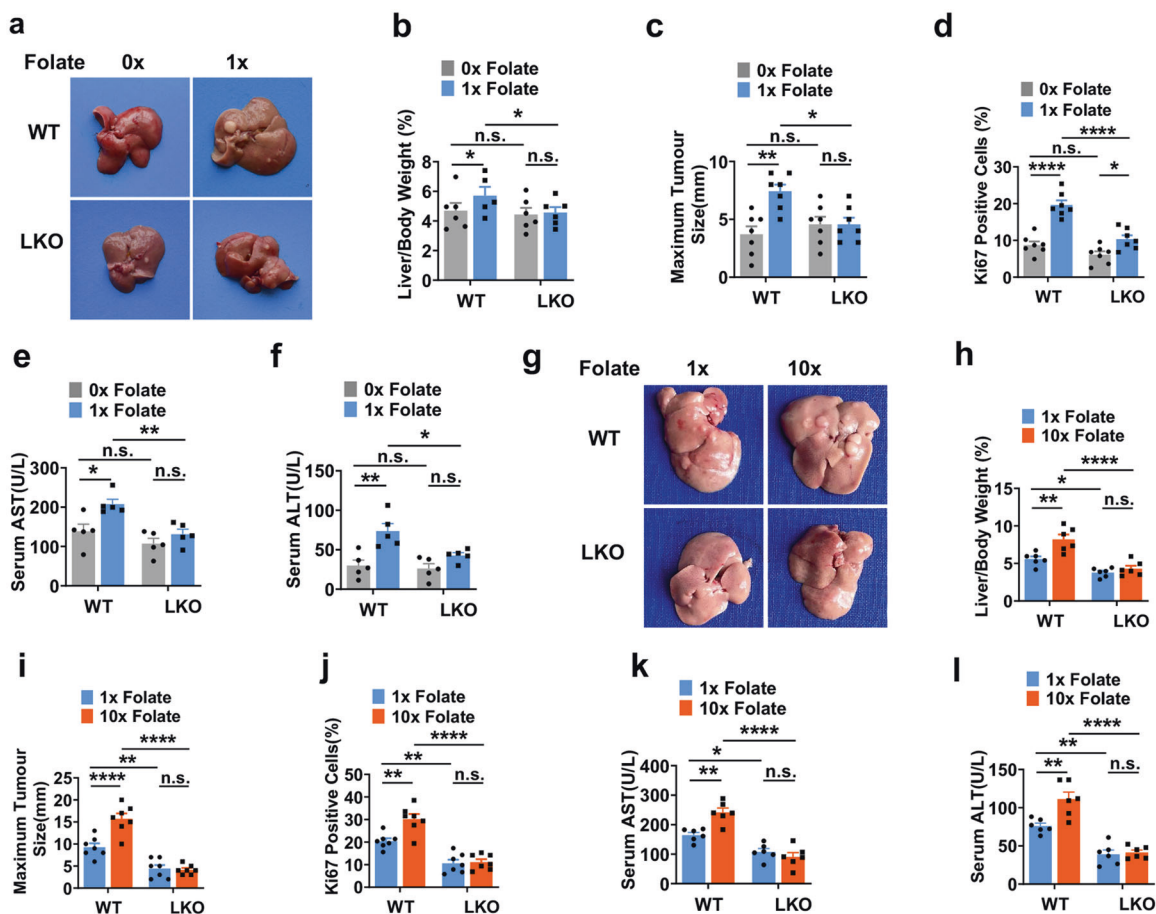 a
Folate 0x 1x
WT
LKO
b
0x Folate
1x Folate
Liver/Body Weight (%)
*
n.s.
* n.s.
8
6
4
2
0
WT LKO
c
0x Folate
1x Folate
Maximum Tumour
Size(mm)
*
n.s.
** n.s.
10
5
0
WT LKO
d
0x Folate
1x Folate
Ki67 Positive Cells (%)
****
n.s.
**** *
30
20
10
0
WT LKO
e
0x Folate
1x Folate
Serum AST(U/L)
**
n.s.
* n.s.
300
200
100
0
WT LKO
f
0x Folate
1x Folate
Serum ALT(U/L)
*
n.s.
** n.s.
150
100
50
0
WT LKO
g
Folate 1x 10x
WT
LKO
h
1x Folate
10x Folate
Liver/Body Weight (%)
****
*
** n.s.
15
10
5
0
WT LKO
i
1x Folate
10x Folate
Maximum Tumour
Size(mm)
****
**
**** n.s.
25
20
15
10
5
0
WT LKO
j
1x Folate
10x Folate
Ki67 Positive Cells(%)
****
**
** n.s.
50
40
30
20
10
0
WT LKO
k
1x Folate
10x Folate
Serum AST(U/L)
****
*
** n.s.
400
300
200
100
0
WT LKO
l
1x Folate
10x Folate
Serum ALT(U/L)
****
**
** n.s.
150
100
50
0
WT LKO